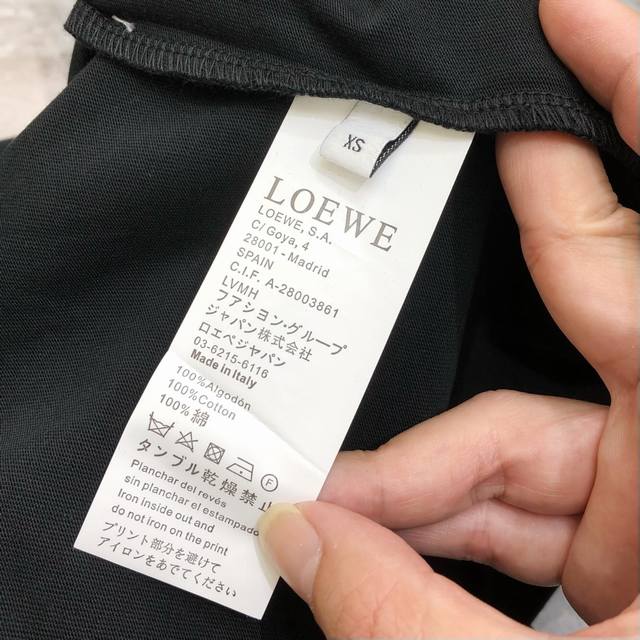 XS
LOEWE
LOEWE, S.A.
C/ Goya, 4
28001 - Madrid
SPAIN
C.I.F. A-28003861
LVMH
ファション・グループ
ジャパン株式会社
ロエベジャパン
03-6215-6116
Made in Italy
100%Algodón
100%Cotton
100% 綿
F
タンブル乾燥禁止
Planchar del revés
sin planchar el estampado
Iron inside out and
do not iron on the print
プリント部分を避けて
アイロンをあてください